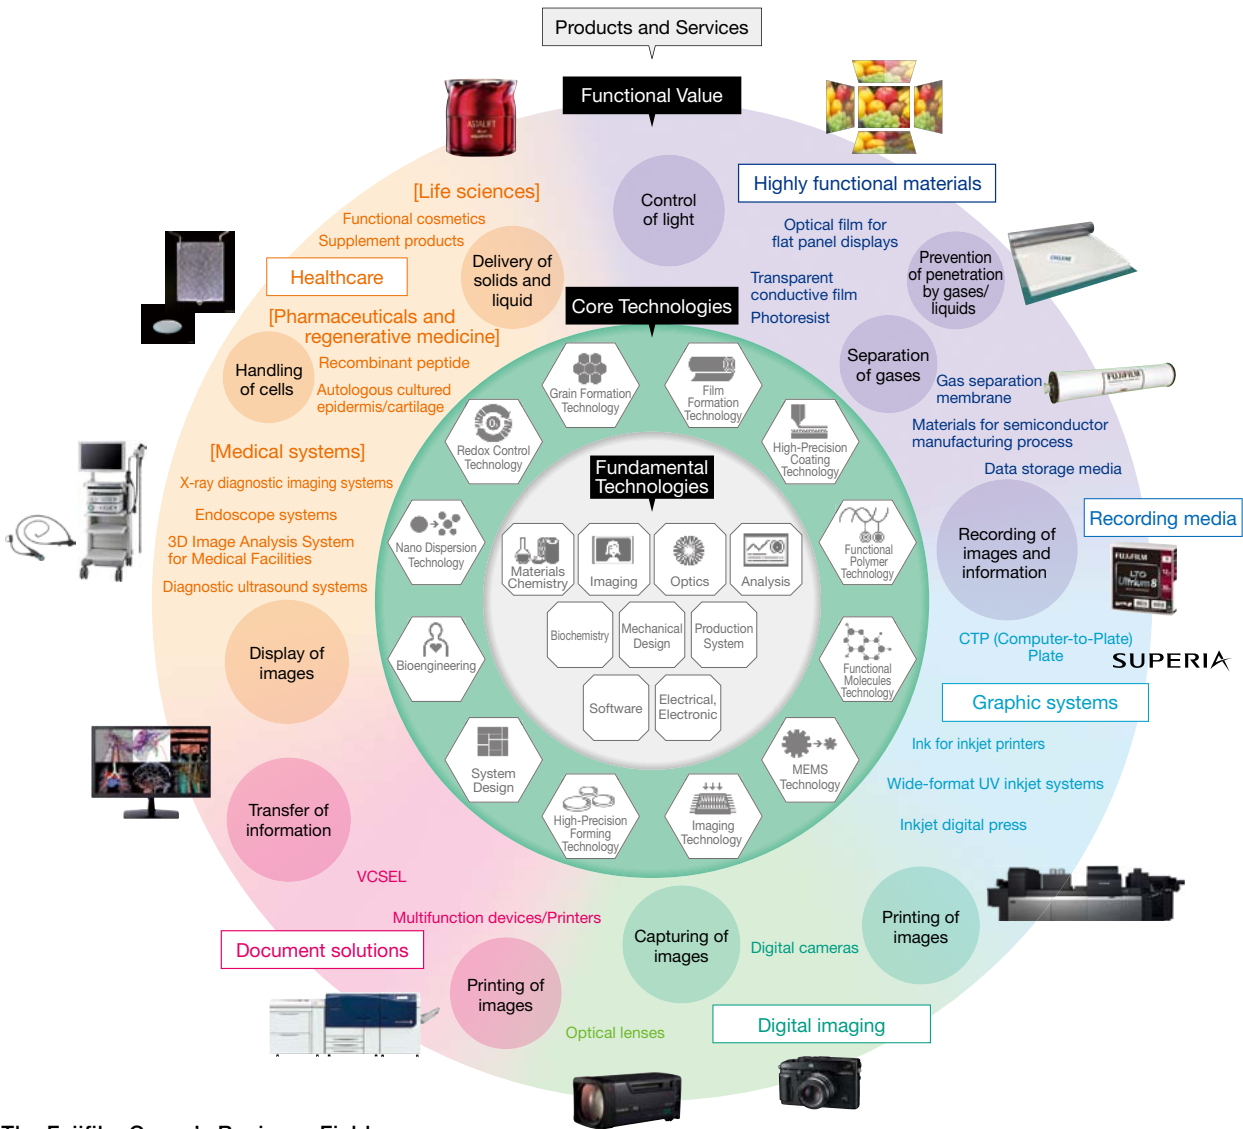 Products and Services
Functional Value
ASTALIFT
Control
of light
Highly functional materials
[Life sciences]
Functional cosmetics
Supplement products
Optical film for
flat panel displays
Delivery of
solids and
liquid
Healthcare
Prevention
of penetration
by gases/
liquids
Transparent
conductive film
Photoresist
Core Technologies
[Pharmaceuticals and
regenerative medicine]
Handling
of cells
Recombinant peptide
Autologous cultured
epidermis/cartilage
Separation
of gases
Gas separation
membrane
FUJIFILM
Materials for semiconductor
manufacturing process
Data storage media
Grain Formation
Technology
Film
Formation
Technology
Redox Control
Technology
High-Precision
Coating
Technology
[Medical systems]
X-ray diagnostic imaging systems
Endoscope systems
3D Image Analysis System
for Medical Facilities
Diagnostic ultrasound systems
Fundamental
Technologies
Nano Dispersion
Technology
Functional
Polymer
Technology
Materials
Chemistry
Imaging
Optics
Analysis
Recording of
images and
information
Recording media
FUJIFILM
LTO
Ultrium 8
Biochemistry
Mechanical
Design
Production
System
Bioengineering
Functional
Molecules
Technology
CTP (Computer-to-Plate)
Plate
SUPERIA
Display of
images
Software
Electrical,
Electronic
Graphic systems
Ink for inkjet printers
Wide-format UV inkjet systems
Inkjet digital press
System
Design
MEMS
Technology
High-Precision
Forming
Technology
Imaging
Technology
Transfer of
information
VCSEL
Multifunction devices/Printers
Document solutions
Printing of
images
Capturing of
images
Digital cameras
Printing of
images
Optical lenses
Digital imaging